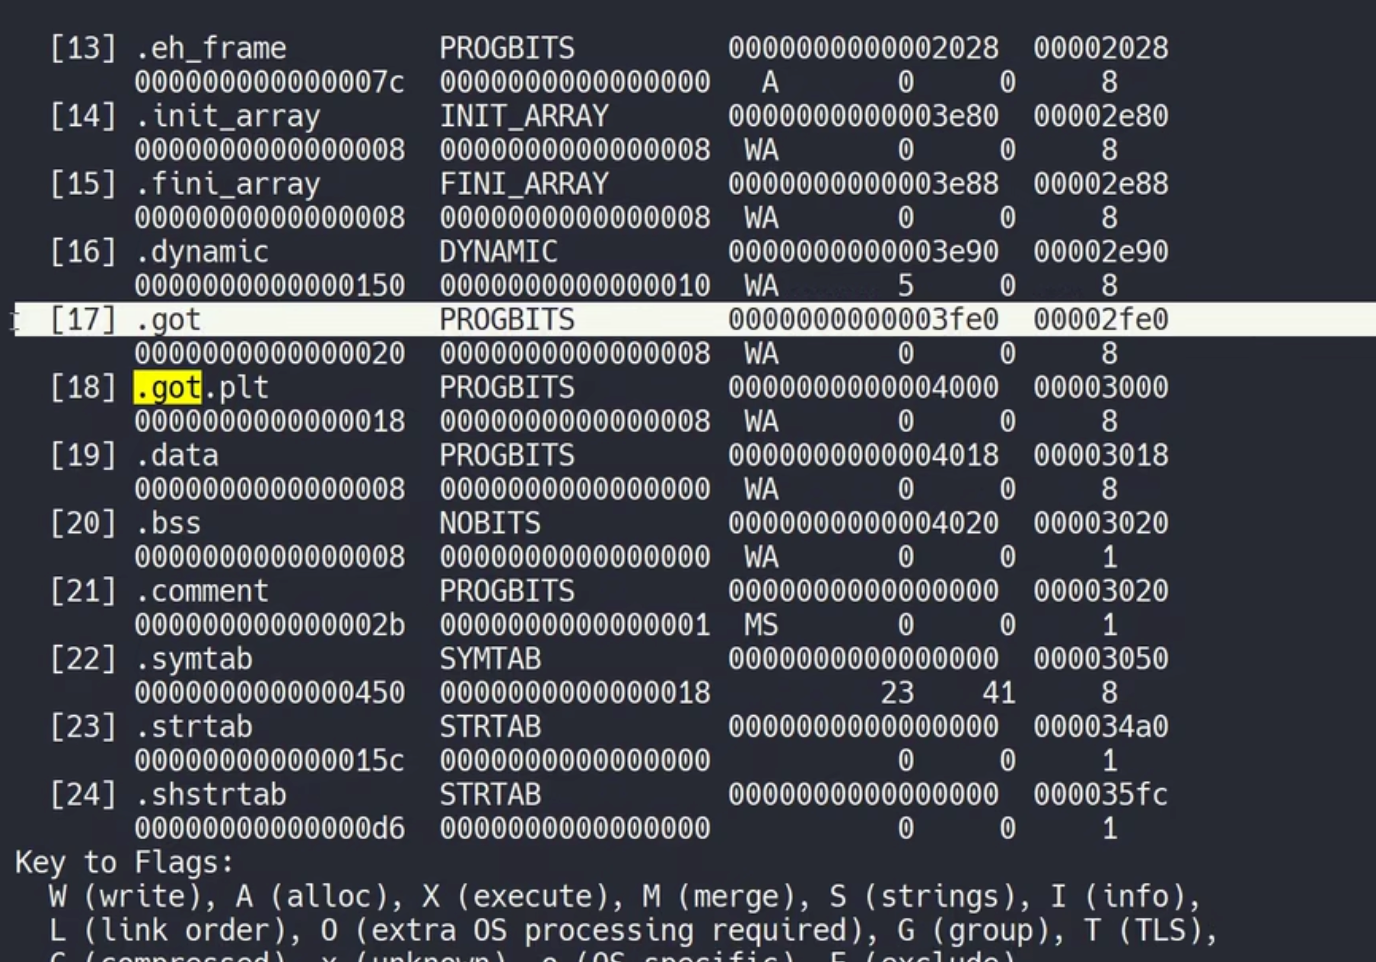 [13] .eh_frame PROGBITS 0000000000002028 00002028
000000000000007c 0000000000000000 A 0 0 8
[14] .init_array INIT_ARRAY 0000000000003e80 00002e80
0000000000000008 0000000000000008 WA 0 0 8
[15] .fini_array FINI_ARRAY 0000000000003e88 00002e88
0000000000000008 0000000000000008 WA 0 0 8
[16] .dynamic DYNAMIC 0000000000003e90 00002e90
0000000000000150 0000000000000010 WA 5 0 8
[17] .got PROGBITS 0000000000003fe0 00002fe0
0000000000000020 0000000000000008 WA 0 0 8
[18] .got.plt PROGBITS 0000000000004000 00003000
0000000000000018 0000000000000008 WA 0 0 8
[19] .data PROGBITS 0000000000004018 00003018
0000000000000008 0000000000000000 WA 0 0 8
[20] .bss NOBITS 0000000000004020 00003020
0000000000000008 0000000000000000 WA 0 0 1
[21] .comment PROGBITS 0000000000000000 00003020
000000000000002b 0000000000000001 MS 0 0 1
[22] .symtab SYMTAB 0000000000000000 00003050
0000000000000450 0000000000000018 23 41 8
[23] .strtab STRTAB 0000000000000000 000034a0
000000000000015c 0000000000000000 0 0 1
[24] .shstrtab STRTAB 0000000000000000 000035fc
00000000000000d6 0000000000000000 0 0 1
Key to Flags:
W (write), A (alloc), X (execute), M (merge), S (strings), I (info),
L (link order), O (extra OS processing required), G (group), T (TLS),
C (compressed), x (unknown), o (OS specific), E (exclude)